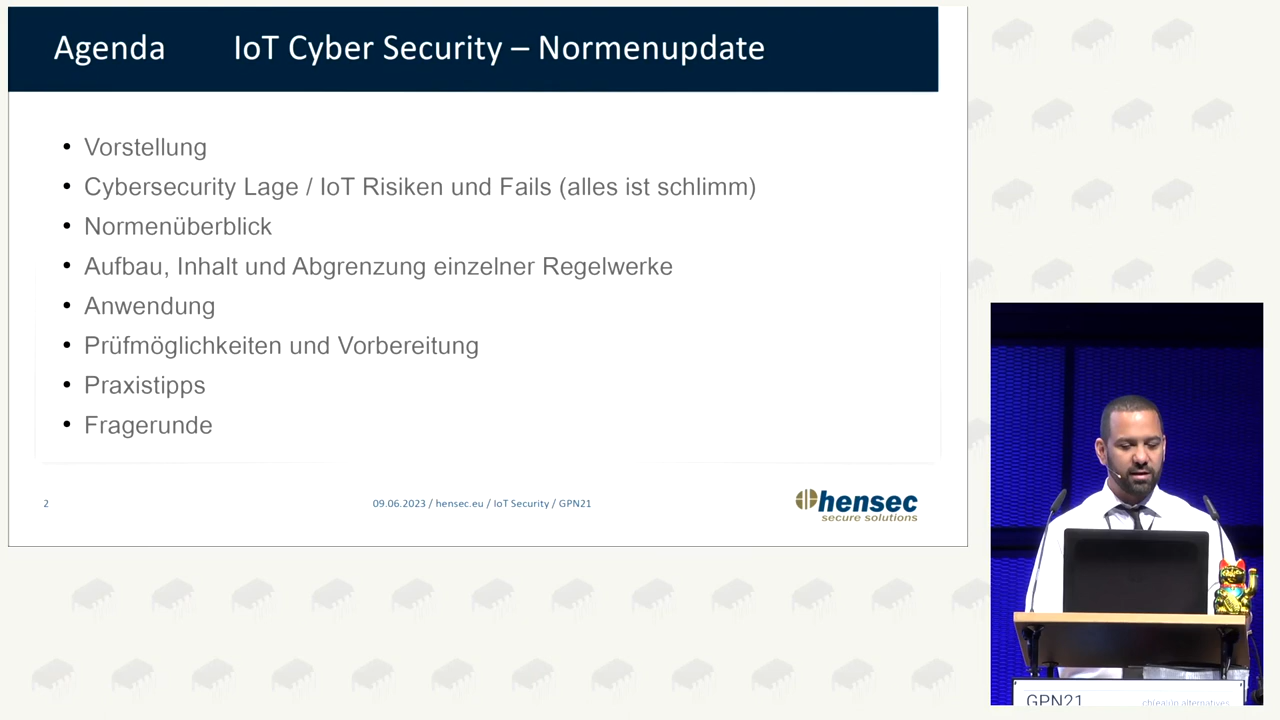 Agenda IoT Cyber Security – Normenupdate
• Vorstellung
• Cybersecurity Lage / IoT Risiken und Fails (alles ist schlimm)
• Normenüberblick
• Aufbau, Inhalt und Abgrenzung einzelner Regelwerke
• Anwendung
• Prüfmöglichkeiten und Vorbereitung
• Praxistipps
• Fragerunde
2
09.06.2023 / hensec.eu / IoT Security / GPN21
hensec
secure solutions
GPN21
alternatives